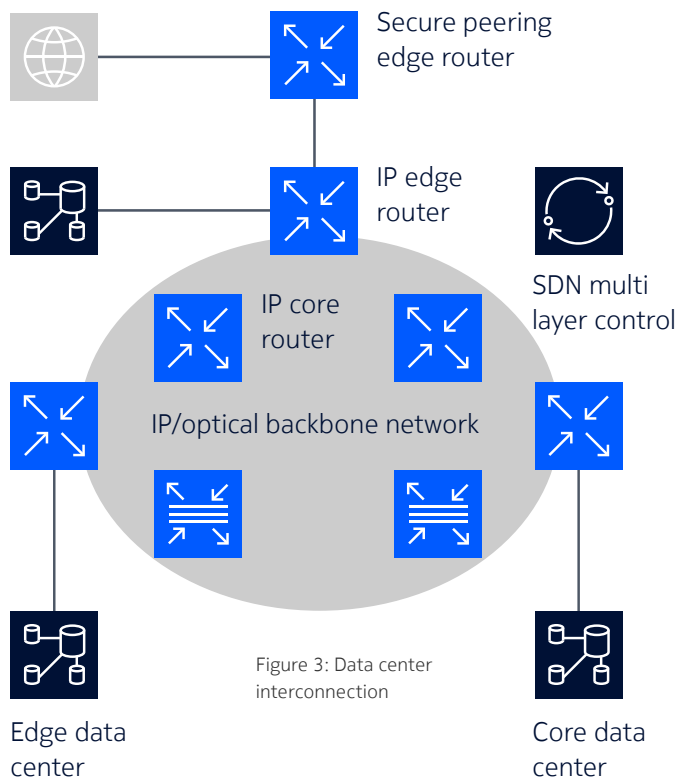 Secure peering
edge router
IP edge
router
SDN multi
layer control
IP core
router
IP/optical backbone network
Figure 3: Data center
interconnection
Edge data
center
Core data
center